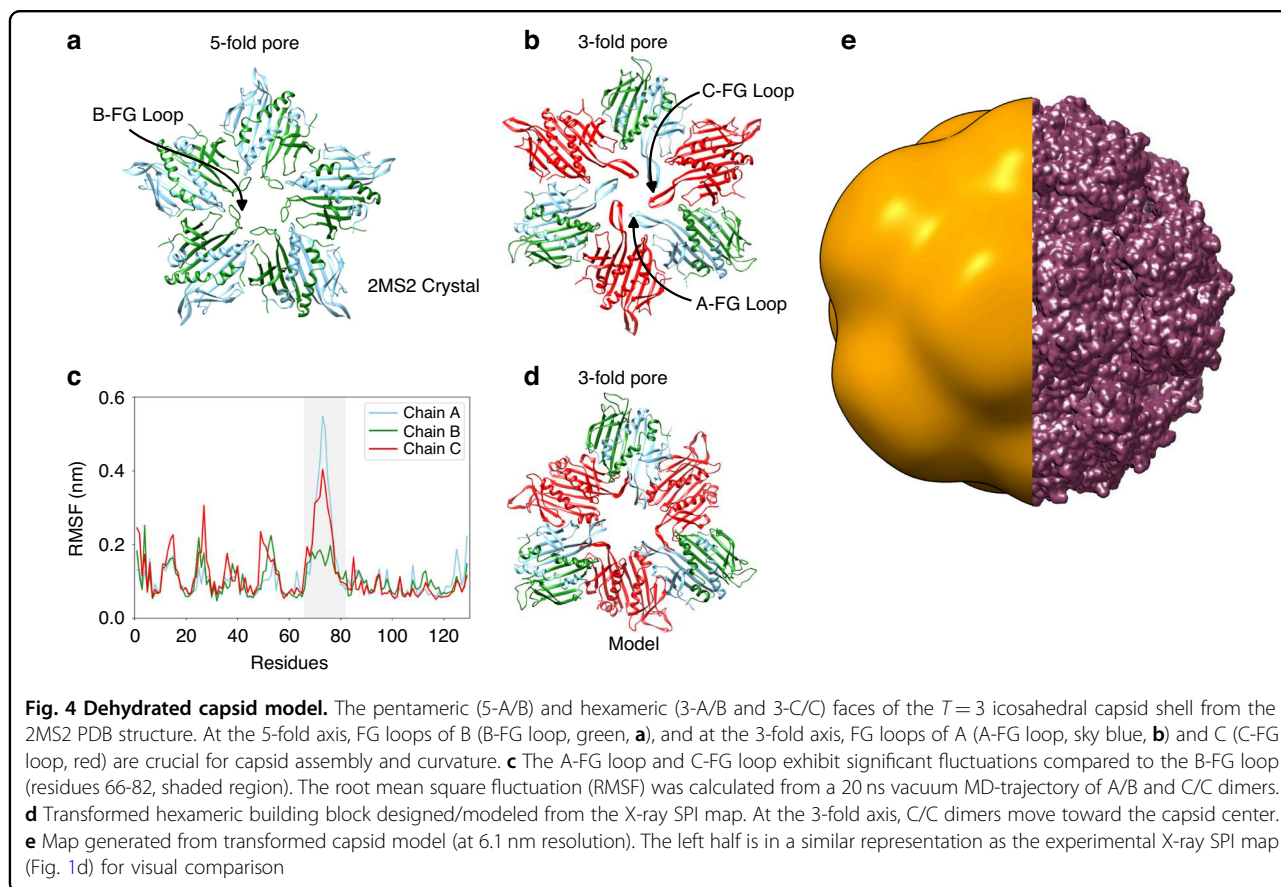 a
5-fold pore
B-FG Loop
2MS2 Crystal
b
3-fold pore
C-FG Loop
A-FG Loop
e
c
0.6
0.4
0.2
0.0
RMSF (nm)
Chain A
Chain B
Chain C
0 20 40 60 80 100 120
Residues
d
3-fold pore
Model
Fig. 4 Dehydrated capsid model. The pentameric (5-A/B) and hexameric (3-A/B and 3-C/C) faces of the T = 3 icosahedral capsid shell from the
2MS2 PDB structure. At the 5-fold axis, FG loops of B (B-FG loop, green, a), and at the 3-fold axis, FG loops of A (A-FG loop, sky blue, b) and C (C-FG
loop, red) are crucial for capsid assembly and curvature. c The A-FG loop and C-FG loop exhibit significant fluctuations compared to the B-FG loop
(residues 66-82, shaded region). The root mean square fluctuation (RMSF) was calculated from a 20 ns vacuum MD-trajectory of A/B and C/C dimers.
d Transformed hexameric building block designed/modeled from the X-ray SPI map. At the 3-fold axis, C/C dimers move toward the capsid center.
e Map generated from transformed capsid model (at 6.1 nm resolution). The left half is in a similar representation as the experimental X-ray SPI map
(Fig. 1d) for visual comparison